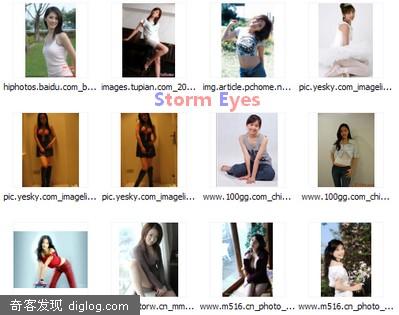 hiphotos.baidu.com_b...
images.tupian.com_20...
img.article.pchome.n...
pic.yesky.com_imageli...
Storm Eyes
pic.yesky.com_imageli...
pic.yesky.com_imageli...
www.100gg.com_chi...
www.100gg.com_chi...
torw.cn_mm...
www.m516.cn_photo_...
www.m516.cn_photo_...
奇客发现 diglog.com